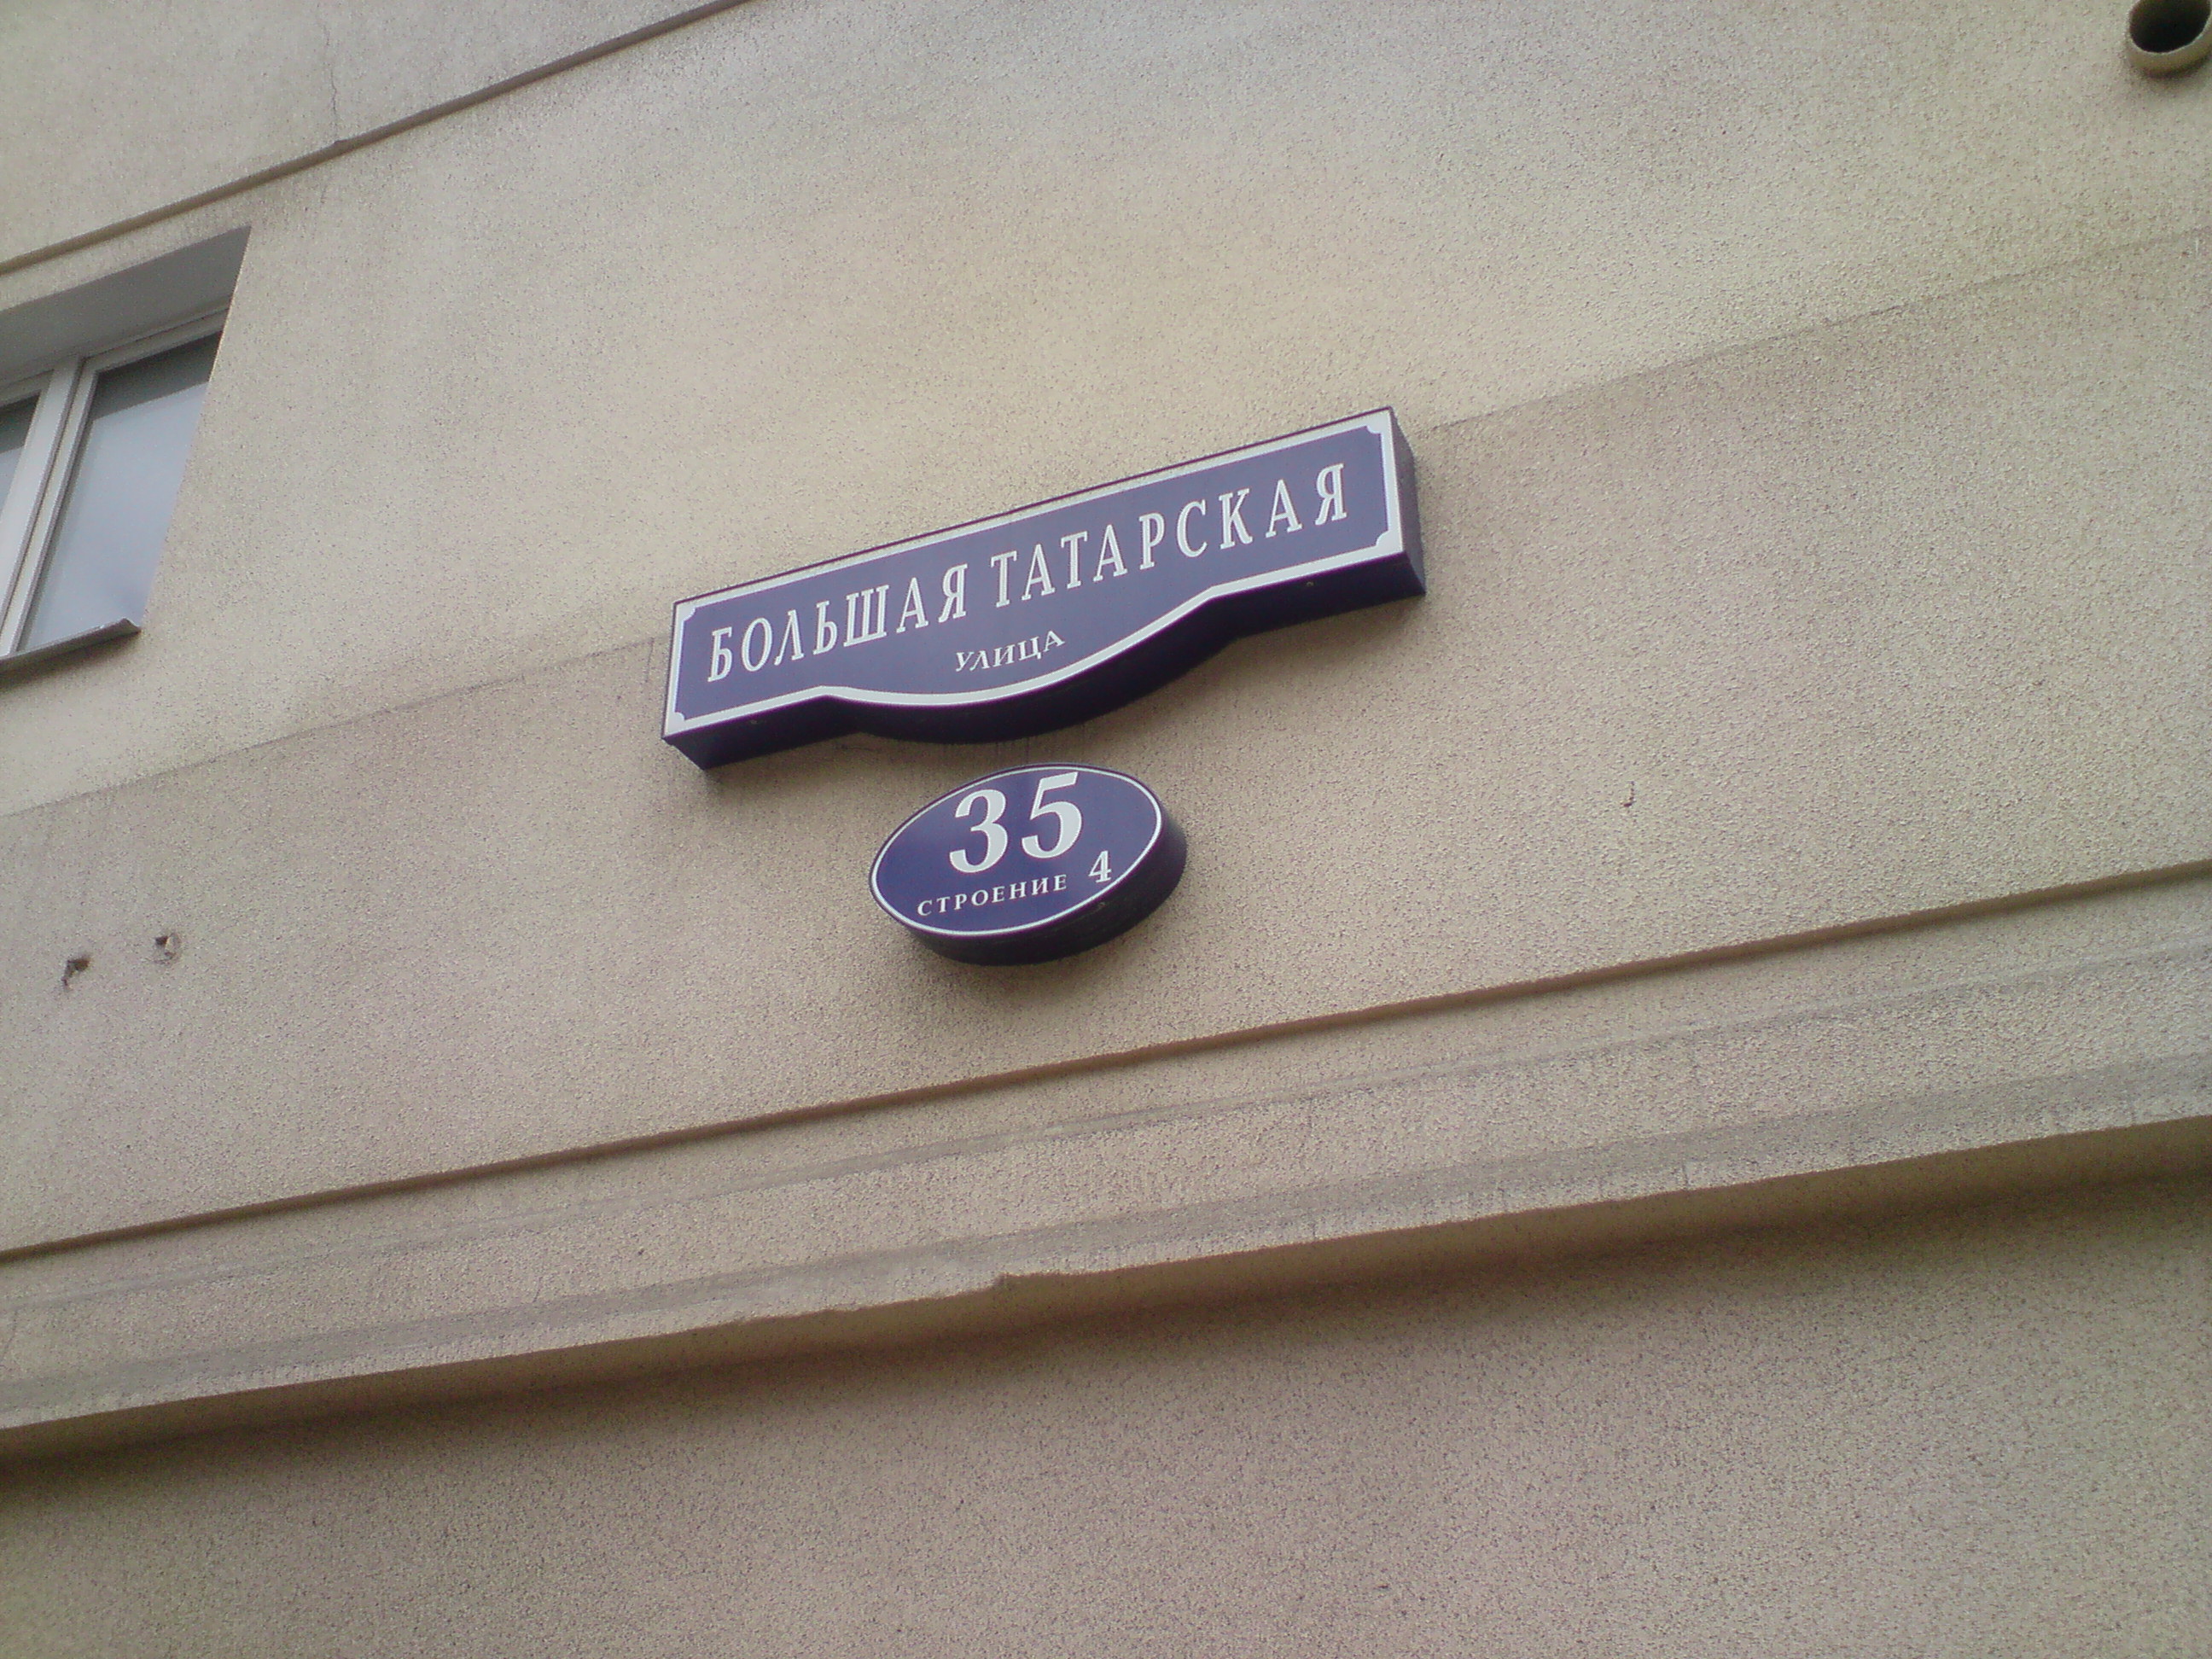 БОЛЬШАЯ ТАТАРСКАЯ
УЛИЦА
35
СТРОЕНИЕ 4